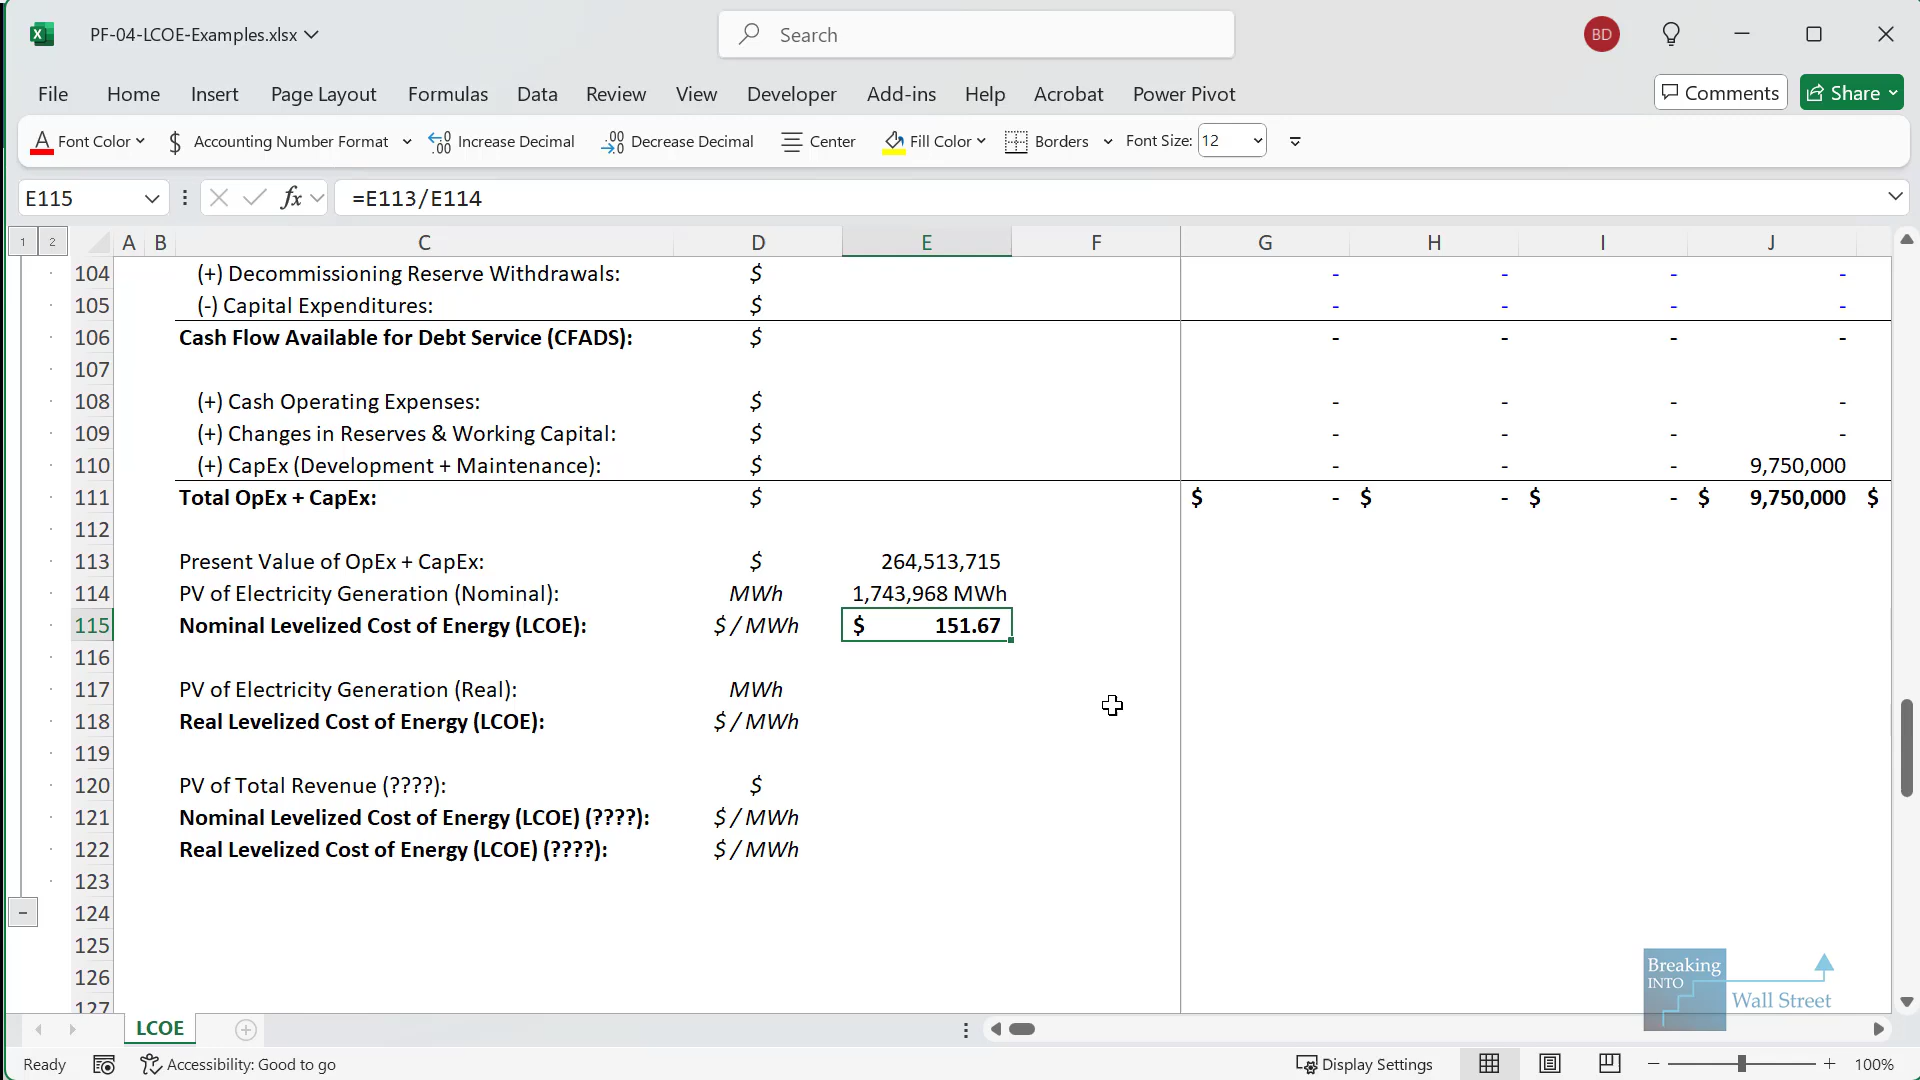 PF-04-LCOE-Examples.xlsx
Search
BD
File Home Insert Page Layout Formulas Data Review View Developer Add-ins Help Acrobat Power Pivot
Comments Share
Font Color $ Accounting Number Format Increase Decimal Decrease Decimal Center Fill Color Borders Font Size: 12
E115 fx =E113/E114
1 2 A B C D E F G H I J
104 (+) Decommissioning Reserve Withdrawals: $ - - - -
105 (-) Capital Expenditures: $ - - - -
106 Cash Flow Available for Debt Service (CFADS): $ - - - -
107
108 (+) Cash Operating Expenses: $ - - - -
109 (+) Changes in Reserves & Working Capital: $ - - - -
110 (+) CapEx (Development + Maintenance): $ - - - 9,750,000
111 Total OpEx + CapEx: $ $ - $ - $ - $ 9,750,000 $
112
113 Present Value of OpEx + CapEx: $ 264,513,715
114 PV of Electricity Generation (Nominal): MWh 1,743,968 MWh
115 Nominal Levelized Cost of Energy (LCOE): $ / MWh $ 151.67
116
117 PV of Electricity Generation (Real): MWh
118 Real Levelized Cost of Energy (LCOE): $ / MWh
119
120 PV of Total Revenue (????): $
121 Nominal Levelized Cost of Energy (LCOE) (????): $ / MWh
122 Real Levelized Cost of Energy (LCOE) (????): $ / MWh
123
124
125
126
127
Breaking
INTO
Wall Street
LCOE
Ready Accessibility: Good to go Display Settings 100%